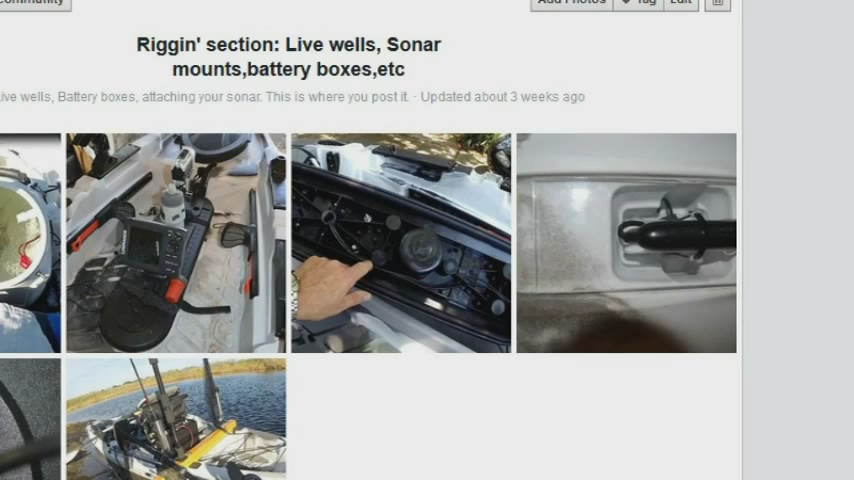 ommunity
Add Photos
Tag
Edit
Riggin' section: Live wells, Sonar
mounts,battery boxes,etc
ive wells, Battery boxes, attaching your sonar. This is where you post it. · Updated about 3 weeks ago